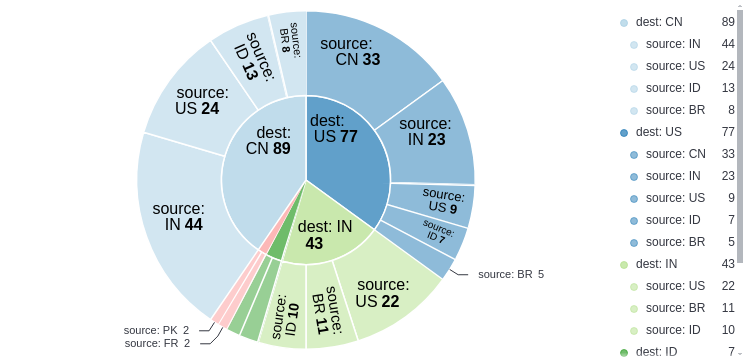 source:
CN 33
source:
IN 23
source:
US 9
source:
ID 7
source: BR 5
source:
US 22
source:
BR 11
source:
ID 10
source: FR 2
source: PK 2
source:
IN 44
source:
US 24
source:
ID 13
source:
BR 8
dest:
CN 89
dest:
US 77
dest: IN
43
dest: CN 89
source: IN 44
source: US 24
source: ID 13
source: BR 8
dest: US 77
source: CN 33
source: IN 23
source: US 9
source: ID 7
source: BR 5
dest: IN 43
source: US 22
source: BR 11
source: ID 10
dest: ID 7